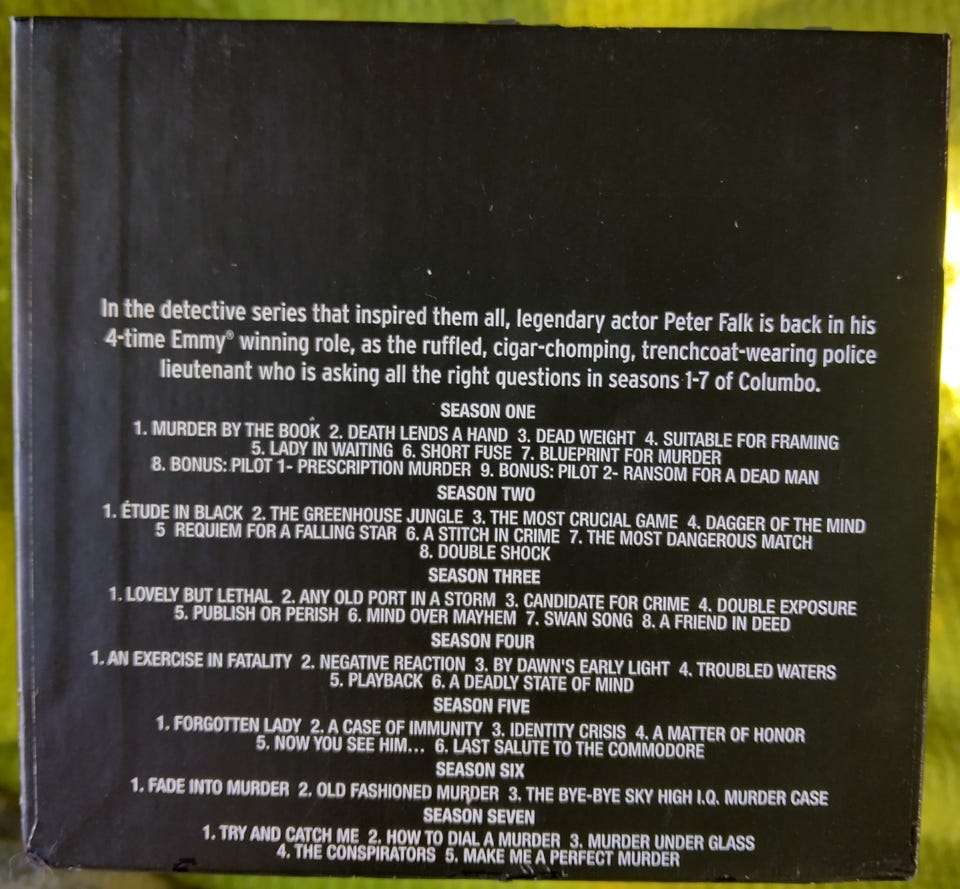 In the detective series that inspired them all, legendary actor Peter Falk is back in his
4-time Emmy® winning role, as the ruffled, cigar-chomping, trenchcoat-wearing police
lieutenant who is asking all the right questions in seasons 1-7 of Columbo.
SEASON ONE
1. MURDER BY THE BOOK 2. DEATH LENDS A HAND 3. DEAD WEIGHT 4. SUITABLE FOR FRAMING
5. LADY IN WAITING 6. SHORT FUSE 7. BLUEPRINT FOR MURDER
8. BONUS: PILOT 1- PRESCRIPTION MURDER 9. BONUS: PILOT 2- RANSOM FOR A DEAD MAN
SEASON TWO
1. ÉTUDE IN BLACK 2. THE GREENHOUSE JUNGLE 3. THE MOST CRUCIAL GAME 4. DAGGER OF THE MIND
5 REQUIEM FOR A FALLING STAR 6. A STITCH IN CRIME 7. THE MOST DANGEROUS MATCH
8. DOUBLE SHOCK
SEASON THREE
1. LOVELY BUT LETHAL 2. ANY OLD PORT IN A STORM 3. CANDIDATE FOR CRIME 4. DOUBLE EXPOSURE
5. PUBLISH OR PERISH 6. MIND OVER MAYHEM 7. SWAN SONG 8. A FRIEND IN DEED
SEASON FOUR
1. AN EXERCISE IN FATALITY 2. NEGATIVE REACTION 3. BY DAWN'S EARLY LIGHT 4. TROUBLED WATERS
5. PLAYBACK 6. A DEADLY STATE OF MIND
SEASON FIVE
1. FORGOTTEN LADY 2. A CASE OF IMMUNITY 3. IDENTITY CRISIS 4. A MATTER OF HONOR
5. NOW YOU SEE HIM... 6. LAST SALUTE TO THE COMMODORE
SEASON SIX
1. FADE INTO MURDER 2. OLD FASHIONED MURDER 3. THE BYE-BYE SKY HIGH I.Q. MURDER CASE
SEASON SEVEN
1. TRY AND CATCH ME 2. HOW TO DIAL A MURDER 3. MURDER UNDER GLASS
4. THE CONSPIRATORS 5. MAKE ME A PERFECT MURDER